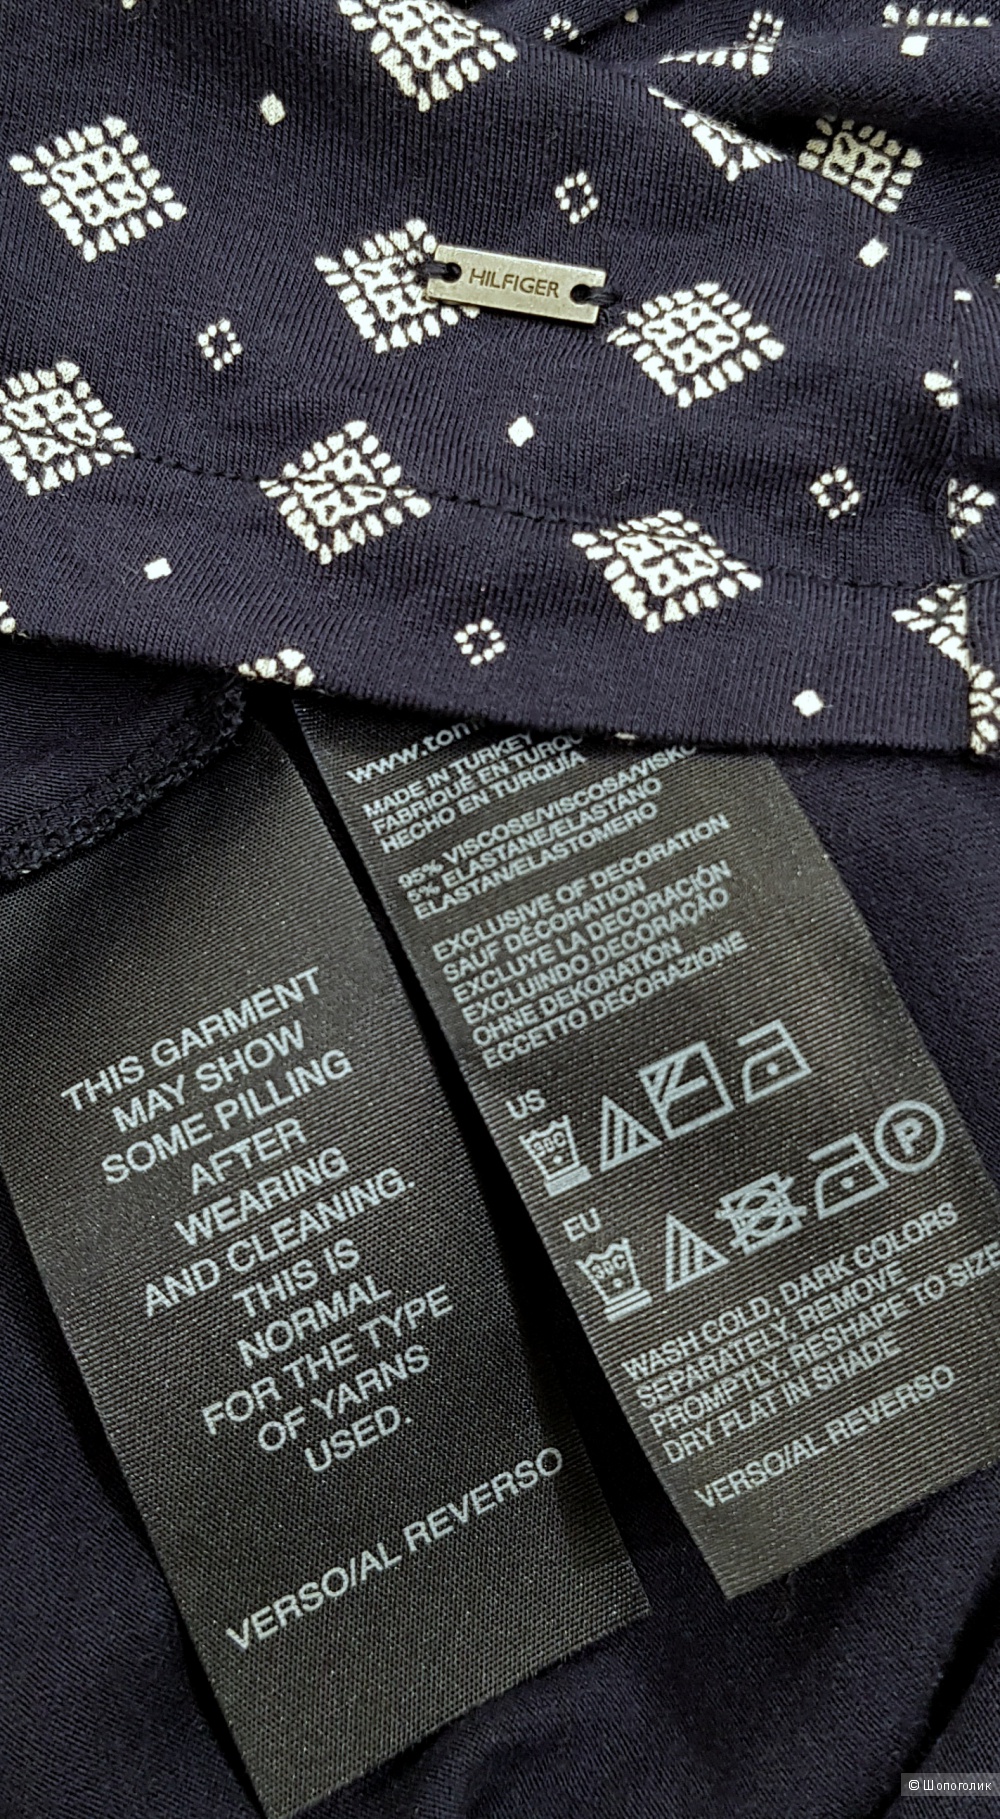 HILFIGER
THIS GARMENT
MAY SHOW
SOME PILLING
AFTER
WEARING
AND CLEANING.
THIS IS
NORMAL
FOR THE TYPE
OF YARNS
USED.
VERSO/AL REVERSO
www.tom
MADE IN TURKEY
FABRIQUÉ EN TURQU
HECHO EN TURQUÍA
95% VISCOSE/VISCOSA/VISKO
5% ELASTANE/ELASTANO
ELASTAN/ELASTOMERO
EXCLUSIVE OF DECORATION
SAUF DÉCORATION
EXCLUYE LA DECORACIÓN
EXCLUINDO DECORAÇÃO
OHNE DEKORATION
ECCETTO DECORAZIONE
US
30C
P
EU
30C
WASH COLD, DARK COLORS
SEPARATELY, REMOVE
PROMPTLY, RESHAPE TO SIZE
DRY FLAT IN SHADE
VERSO/AL REVERSO
© Шопоголик